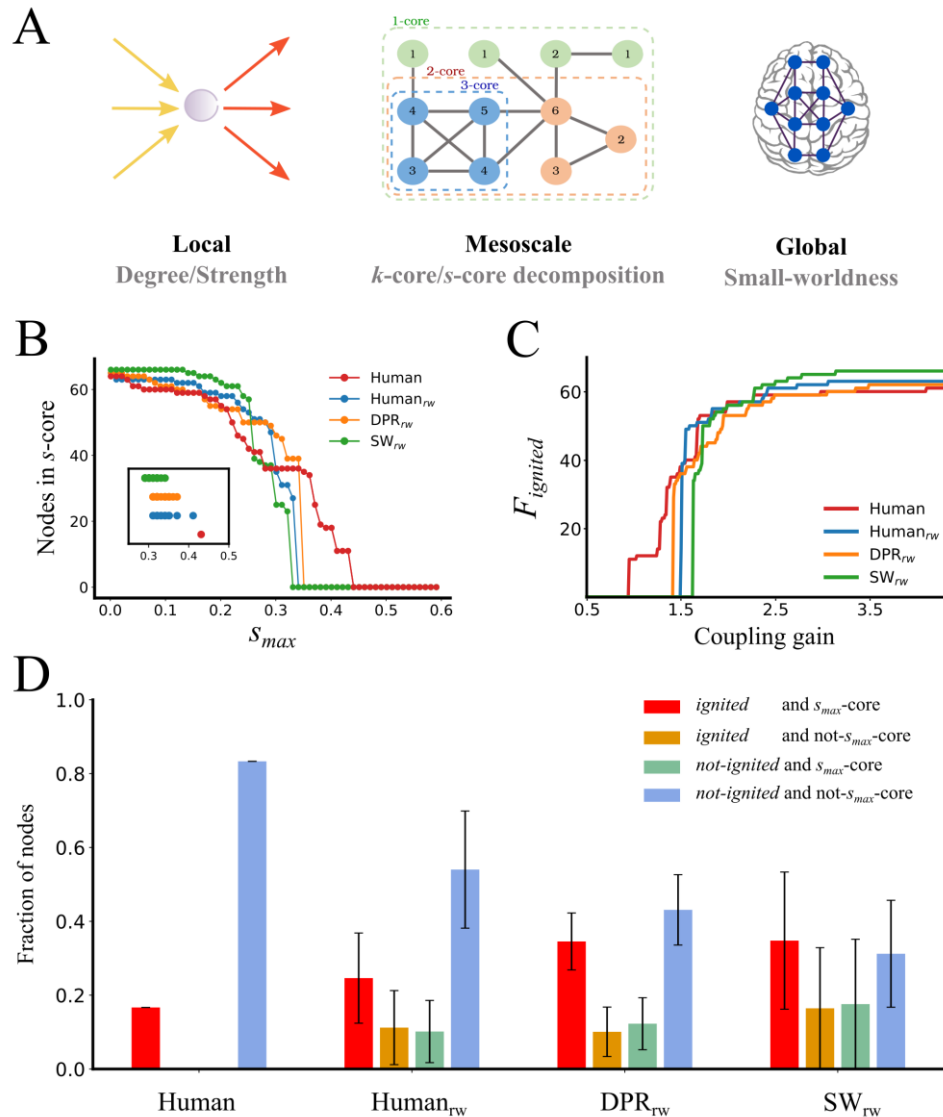 A
1-core
2-core
3-core
1 1 2 1
4 5 6
2
3 4 3
Local
Degree/Strength
Mesoscale
k-core/s-core decomposition
Global
Small-worldness
B
Nodes in s-core
60
40
20
0
Human
Human_rw
DPR_rw
SW_rw
0.3 0.4 0.5
0.0 0.1 0.2 0.3 0.4 0.5 0.6
s_max
C
F_ignited
60
40
20
Human
Human_rw
DPR_rw
SW_rw
0.5 1.5 2.5 3.5
Coupling gain
D
Fraction of nodes
1.0
0.8
0.6
0.4
0.2
0.0
ignited and s_max-core
ignited and not-s_max-core
not-ignited and s_max-core
not-ignited and not-s_max-core
Human Human_rw DPR_rw SW_rw